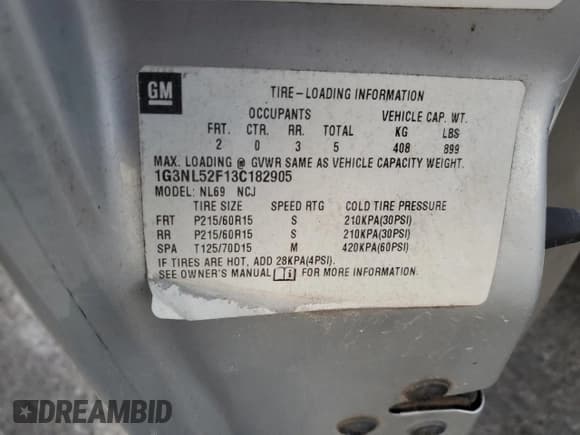 GM
TIRE-LOADING INFORMATION
OCCUPANTS VEHICLE CAP. WT.
FRT. CTR. RR. TOTAL KG LBS
2 0 3 5 408 899
MAX. LOADING @ GVWR SAME AS VEHICLE CAPACITY WEIGHT.
1G3NL52F13C182905
MODEL: NL69 NCJ
TIRE SIZE SPEED RTG COLD TIRE PRESSURE
FRT P215/60R15 S 210KPA(30PSI)
RR P215/60R15 S 210KPA(30PSI)
SPA T125/70D15 M 420KPA(60PSI)
IF TIRES ARE HOT, ADD 28KPA(4PSI).
SEE OWNER'S MANUAL i FOR MORE INFORMATION.
DREAMBID